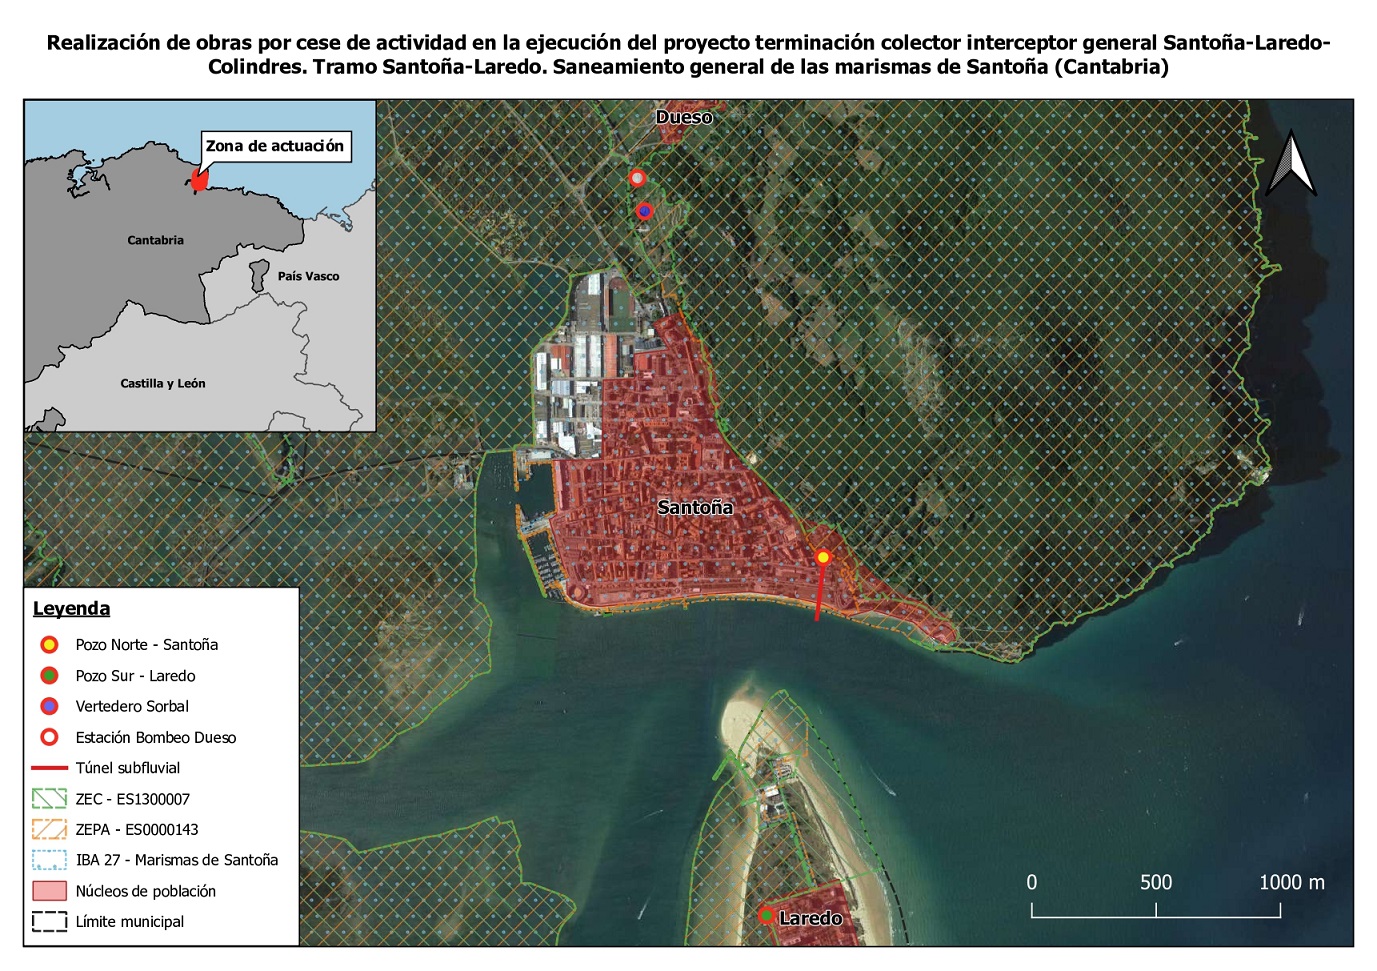 Realización de obras por cese de actividad en la ejecución del proyecto terminación colector interceptor general Santoña-Laredo-
Colindres. Tramo Santoña-Laredo. Saneamiento general de las marismas de Santoña (Cantabria)
Dueso
Zona de actuación
Cantabria
País Vasco
Castilla y León
Santoña
Leyenda
Pozo Norte - Santoña
Pozo Sur - Laredo
Vertedero Sorbal
Estación Bombeo Dueso
Túnel subfluvial
ZEC - ES1300007
ZEPA - ES0000143
IBA 27 - Marismas de Santoña
Núcleos de población
Límite municipal
0 500 1000 m
Laredo